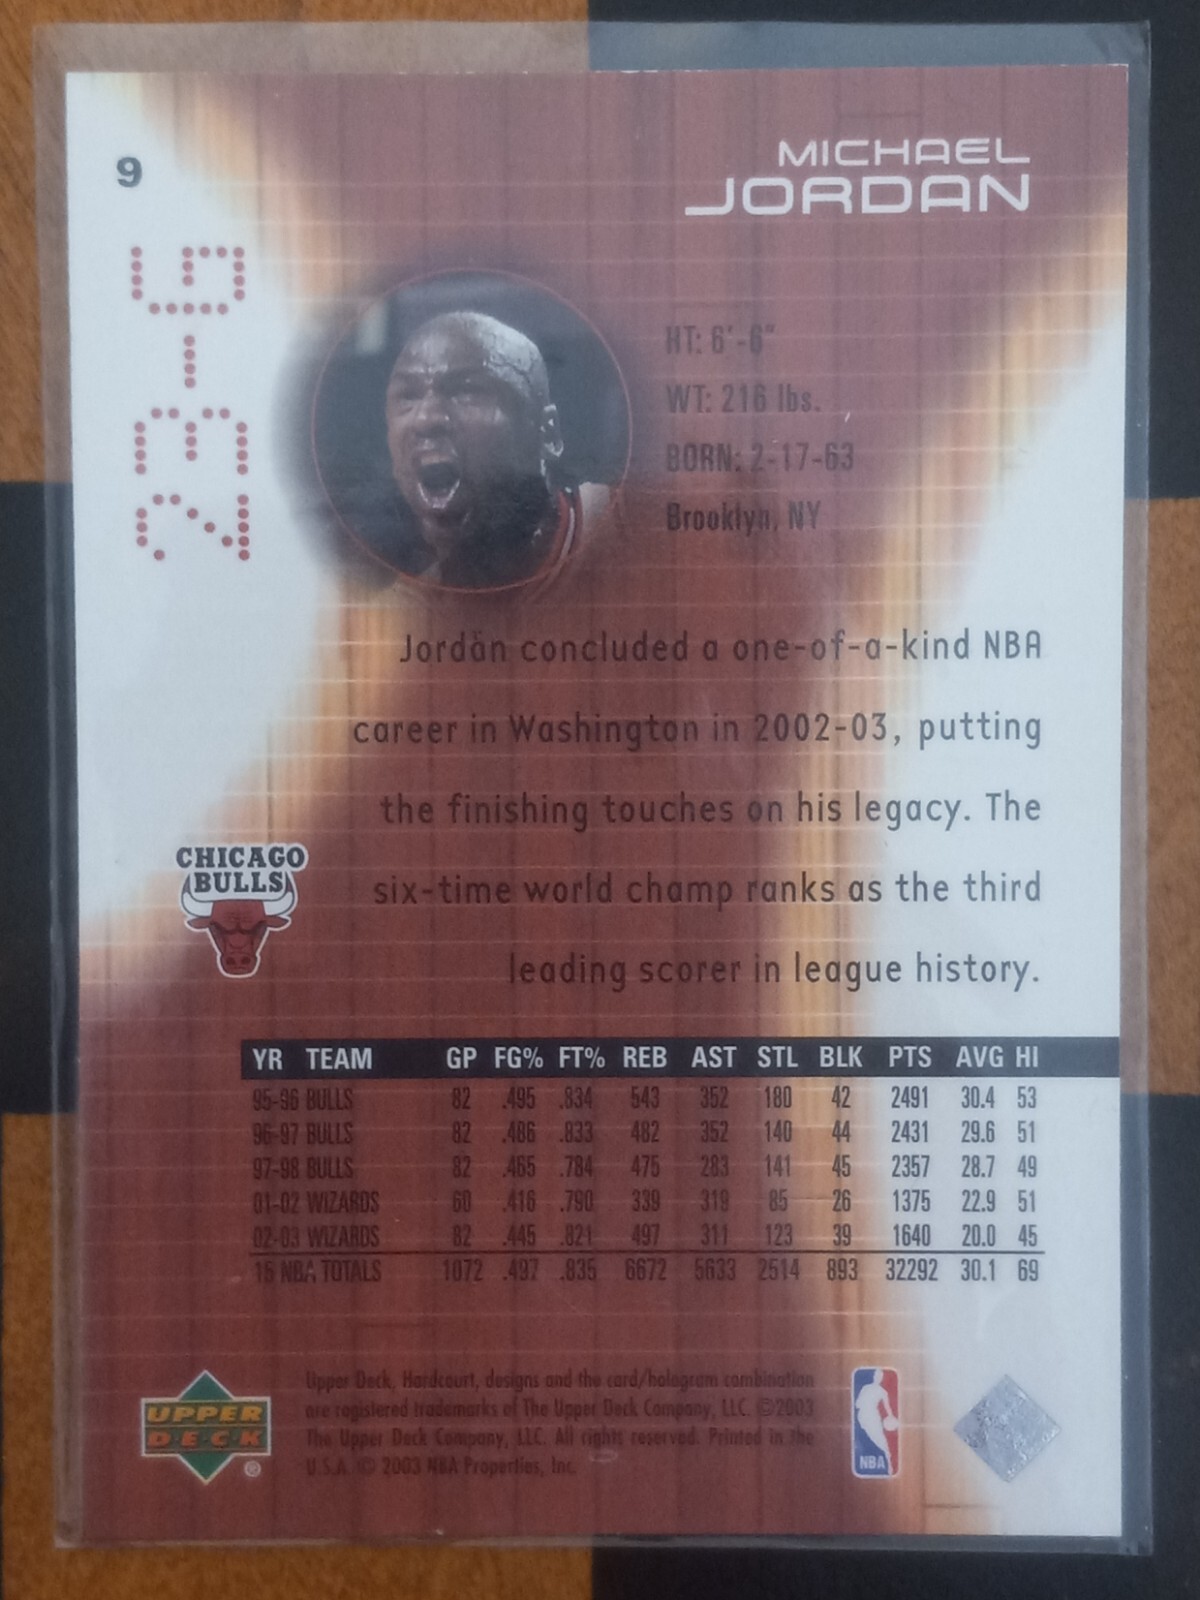 9
MICHAEL
JORDAN
23-G
HT: 6'-6"
WT: 216 lbs.
BORN: 2-17-63
Brooklyn, NY
Jordan concluded a one-of-a-kind NBA
career in Washington in 2002-03, putting
the finishing touches on his legacy. The
six-time world champ ranks as the third
leading scorer in league history.
CHICAGO
BULLS
YR TEAM GP FG% FT% REB AST STL BLK PTS AVG HI
95-96 BULLS 82 .495 .834 543 352 180 42 2491 30.4 53
96-97 BULLS 82 .486 .833 482 352 140 44 2431 29.6 51
97-98 BULLS 82 .465 .784 475 283 141 45 2357 28.7 49
01-02 WIZARDS 60 .416 .790 339 319 85 26 1375 22.9 51
02-03 WIZARDS 82 .445 .821 497 311 123 39 1640 20.0 45
15 NBA TOTALS 1072 .497 .835 6672 5633 2514 893 32292 30.1 69
Upper Deck, Hardcourt, designs and the card/hologram combination
are registered trademarks of The Upper Deck Company, LLC. ©2003
The Upper Deck Company, LLC. All rights reserved. Printed in the
U.S.A. © 2003 NBA Properties, Inc.
UPPER
DECK
®
NBA